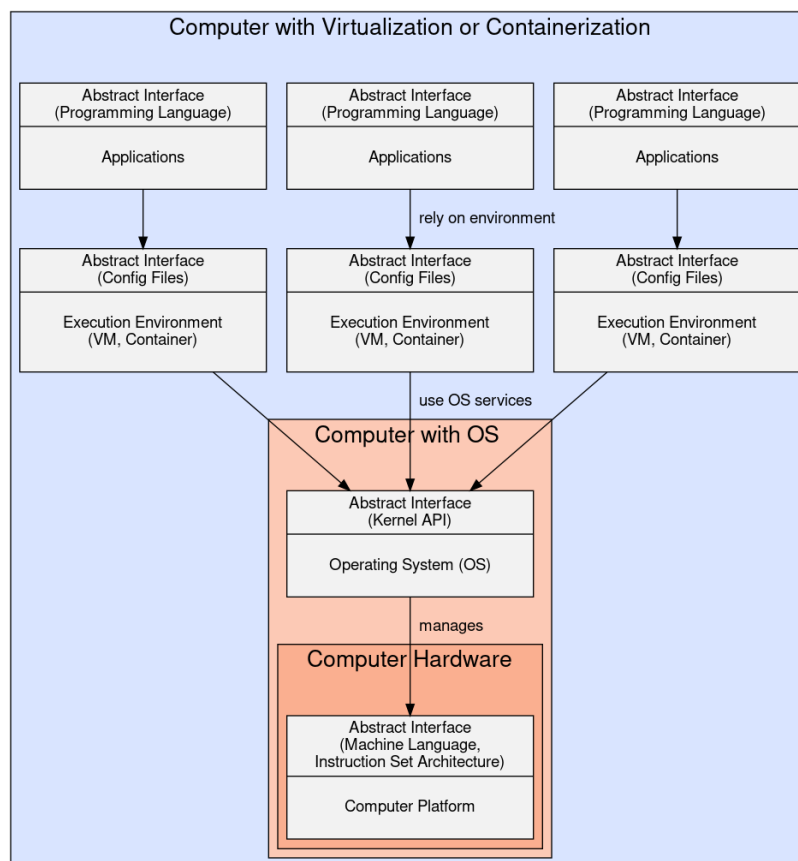 Computer with Virtualization or Containerization
Abstract Interface
(Programming Language)
Applications
Abstract Interface
(Programming Language)
Applications
Abstract Interface
(Programming Language)
Applications
rely on environment
Abstract Interface
(Config Files)
Execution Environment
(VM, Container)
Abstract Interface
(Config Files)
Execution Environment
(VM, Container)
Abstract Interface
(Config Files)
Execution Environment
(VM, Container)
use OS services
Computer with OS
Abstract Interface
(Kernel API)
Operating System (OS)
manages
Computer Hardware
Abstract Interface
(Machine Language,
Instruction Set Architecture)
Computer Platform